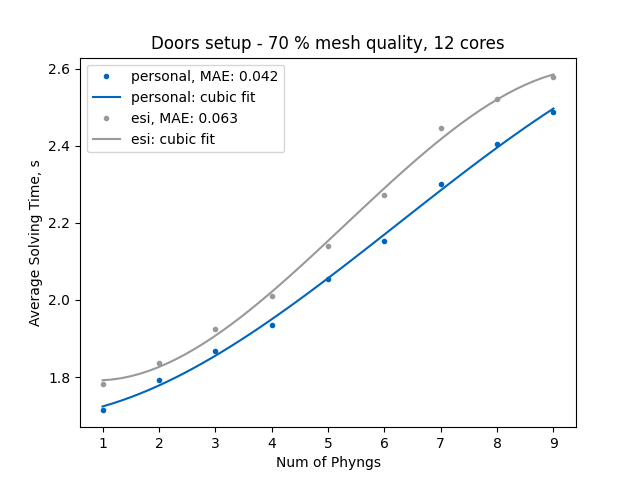 Doors setup - 70 % mesh quality, 12 cores
personal, MAE: 0.042
personal: cubic fit
esi, MAE: 0.063
esi: cubic fit
Average Solving Time, s
2.6
2.4
2.2
2.0
1.8
1 2 3 4 5 6 7 8 9
Num of Phyngs